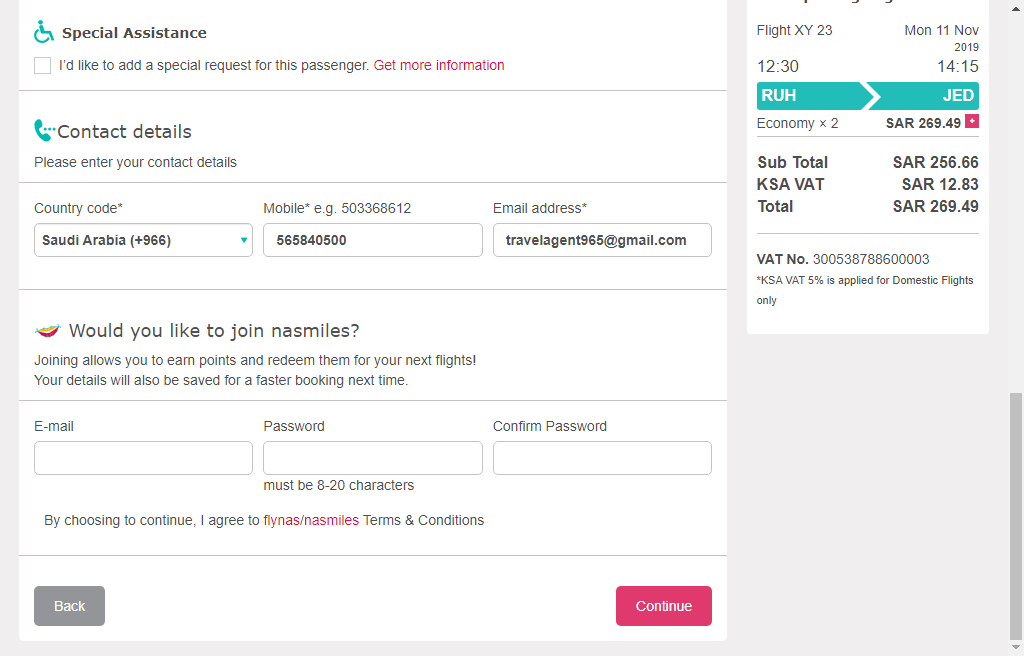 Special Assistance
I'd like to add a special request for this passenger. Get more information
Contact details
Please enter your contact details
Country code*
Mobile* e.g. 503368612
Email address*
Saudi Arabia (+966)
565840500
travelagent965@gmail.com
Would you like to join nasmiles?
Joining allows you to earn points and redeem them for your next flights!
Your details will also be saved for a faster booking next time.
E-mail
Password
Confirm Password
must be 8-20 characters
By choosing to continue, I agree to flynas/nasmiles Terms & Conditions
Back
Continue
Flight XY 23
Mon 11 Nov
2019
12:30
14:15
RUH
JED
Economy × 2
SAR 269.49 +
Sub Total
SAR 256.66
KSA VAT
SAR 12.83
Total
SAR 269.49
VAT No. 300538788600003
*KSA VAT 5% is applied for Domestic Flights
only